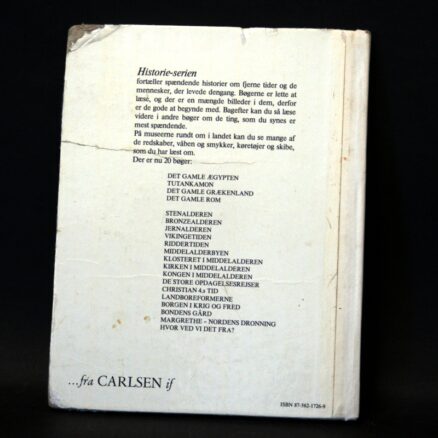 Historie-serien
fortæller spændende historier om fjerne tider og de
mennesker, der levede dengang. Bøgerne er lette at
læse, og der er en mængde billeder i dem, derfor
er de gode at begynde med. Bagefter kan du så læse
videre i andre bøger om de ting, som du synes er
mest spændende.
På museerne rundt om i landet kan du se mange af
de redskaber, våben og smykker, køretøjer og skibe,
som du har læst om.
Der er nu 20 bøger:
DET GAMLE ÆGYPTEN
TUTANKAMON
DET GAMLE GRÆKENLAND
DET GAMLE ROM
STENALDEREN
BRONZEALDEREN
JERNALDEREN
VIKINGETIDEN
RIDDERTIDEN
MIDDELALDERBYEN
KLOSTERET I MIDDELALDEREN
KIRKEN I MIDDELALDEREN
KONGEN I MIDDELALDEREN
DE STORE OPDAGELSESREJSER
CHRISTIAN 4.s TID
LANDBOREFORMERNE
BORGEN I KRIG OG FRED
BONDENS GÅRD
MARGRETHE – NORDENS DRONNING
HVOR VED VI DET FRA?
...fra CARLSEN if
ISBN 87-562-1726-9